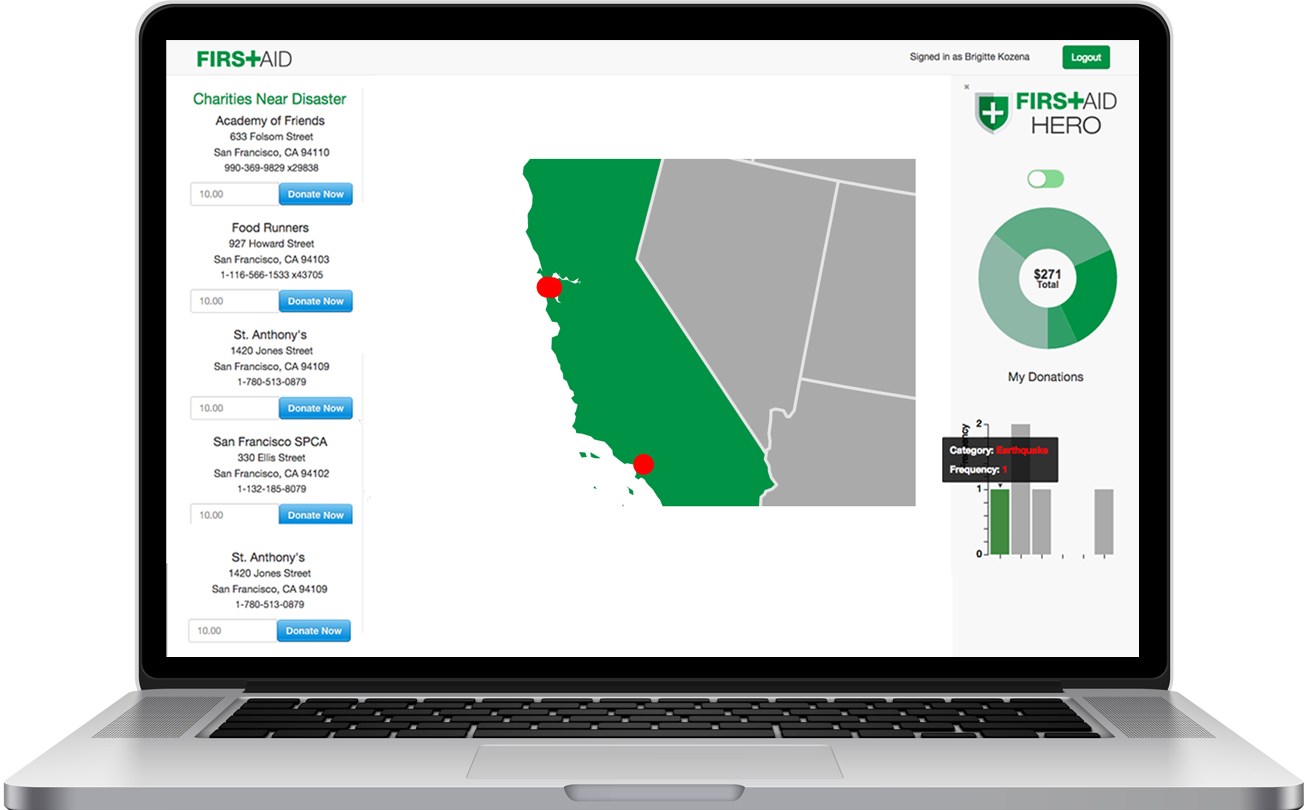 FIRSTAID
Signed in as Brigitte Kozena
Logout
Charities Near Disaster
Academy of Friends
633 Folsom Street
San Francisco, CA 94110
990-369-9829 x29838
10.00
Donate Now
Food Runners
927 Howard Street
San Francisco, CA 94103
1-116-566-1533 x43705
10.00
Donate Now
St. Anthony's
1420 Jones Street
San Francisco, CA 94109
1-780-513-0879
10.00
Donate Now
San Francisco SPCA
330 Ellis Street
San Francisco, CA 94102
1-132-185-8079
10.00
Donate Now
St. Anthony's
1420 Jones Street
San Francisco, CA 94109
1-780-513-0879
10.00
Donate Now
×
FIRSTAID
HERO
$271
Total
My Donations
2
Category: Earthquake
Frequency: 1
1
0